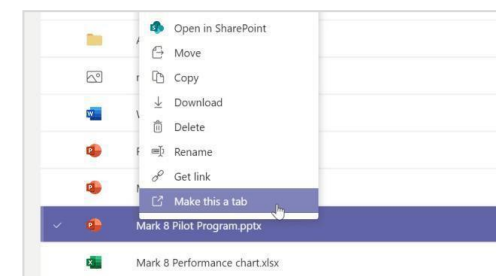 Open in SharePoint
Move
Copy
Download
Delete
Rename
Get link
Make this a tab
Mark 8 Pilot Program.pptx
Mark 8 Performance chart.xlsx